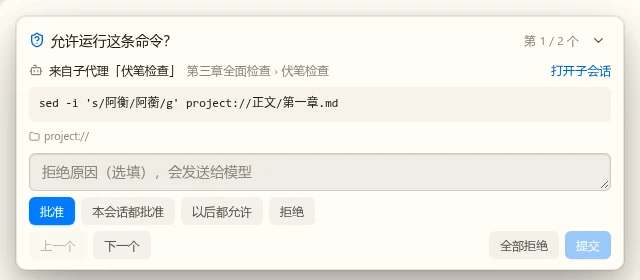 允许运行这条命令?
第 1 / 2 个
来自子代理「伏笔检查」 第三章全面检查 › 伏笔检查
打开子会话
sed -i 's/阿衡/阿蘅/g' project://正文/第一章.md
project://
拒绝原因（选填），会发送给模型
批准 本会话都批准 以后都允许 拒绝
上一个 下一个 全部拒绝 提交